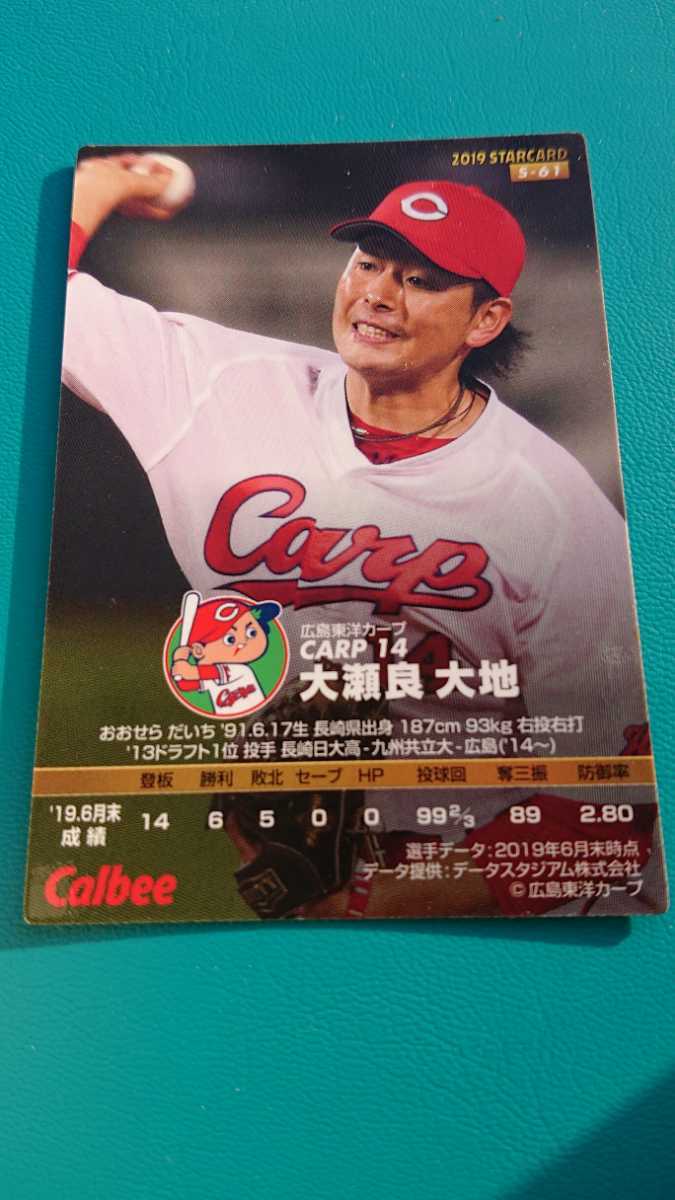 2019 STARCARD
S-61
C
Carp
14
広島東洋カープ
CARP 14
大瀬良 大地
C
Carp
おおせら だいち '91.6.17生 長崎県出身 187cm 93kg 右投右打
'13ドラフト1位 投手 長崎日大高-九州共立大-広島('14〜)
登板 勝利 敗北 セーブ HP 投球回 奪三振 防御率
'19.6月末成績 14 6 5 0 0 99 2/3 89 2.80
選手データ:2019年6月末時点
データ提供:データスタジアム株式会社
©広島東洋カープ
Calbee